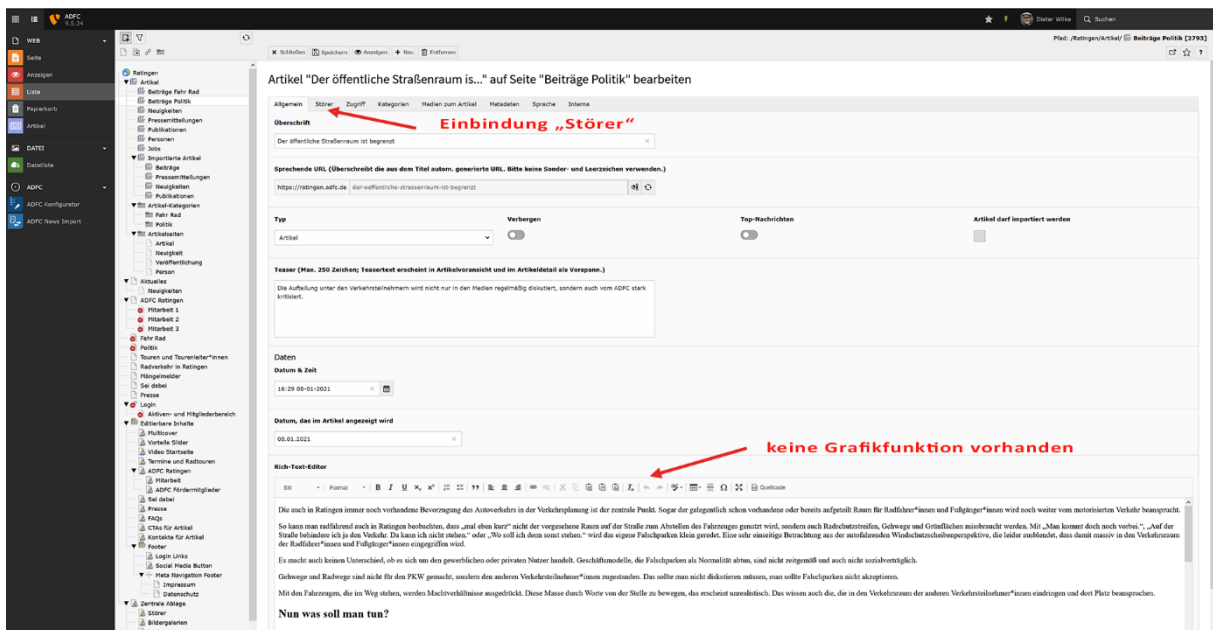 ADFC
9.5.24
Dieter Wilke
Suchen
WEB
Seite
Anzeigen
Liste
Papierkorb
Artikel
DATEI
Dateiliste
ADFC
ADFC Konfigurator
ADFC News Import
Ratingen
Artikel
Beiträge Fahr Rad
Beiträge Politik
Neuigkeiten
Pressemitteilungen
Publikationen
Personen
Jobs
Importierte Artikel
Beiträge
Pressemitteilungen
Neuigkeiten
Publikationen
Artikel-Kategorien
Fahr Rad
Politik
Artikelseiten
Artikel
Neuigkeit
Veröffentlichung
Person
Aktuelles
Neuigkeiten
ADFC Ratingen
Mitarbeit 1
Mitarbeit 2
Mitarbeit 3
Fahr Rad
Politik
Touren und Tourenleiter*innen
Radverkehr in Ratingen
Mängelmelder
Sei dabei
Presse
Login
Aktiven- und Mitgliederbereich
Editierbare Inhalte
Multicover
Vorteile Slider
Video Startseite
Termine und Radtouren
ADFC Ratingen
Mitarbeit
ADFC Fördermitglieder
Sei dabei
Presse
FAQs
CTAs für Artikel
Kontakte für Artikel
Footer
Login Links
Social Media Button
Meta Navigation Footer
Impressum
Datenschutz
Zentrale Ablage
Störer
Bildergalerien
Pfad: /Ratingen/Artikel/ Beiträge Politik [2793]
Schließen Speichern Anzeigen Neu Entfernen
Artikel "Der öffentliche Straßenraum is..." auf Seite "Beiträge Politik" bearbeiten
Allgemein Störer Zugriff Kategorien Medien zum Artikel Metadaten Sprache Interna
Einbindung „Störer“
Überschrift
Der öffentliche Straßenraum ist begrenzt
Sprechende URL (Überschreibt die aus dem Titel autom. generierte URL. Bitte keine Sonder- und Leerzeichen verwenden.)
https://ratingen.adfc.de der-oeffentliche-strassenraum-ist-begrenzt
Typ Verbergen Top-Nachrichten Artikel darf importiert werden
Artikel
Teaser (Max. 250 Zeichen; Teasertext erscheint in Artikelvoransicht und im Artikeldetail als Vorspann.)
Die Aufteilung unter den Verkehrsteilnehmern wird nicht nur in den Medien regelmäßig diskutiert, sondern auch vom ADFC stark
kritisiert.
Daten
Datum & Zeit
16:29 08-01-2021
Datum, das im Artikel angezeigt wird
08.01.2021
keine Grafikfunktion vorhanden
Rich-Text-Editor
Stil Format B I U Quellcode
Die auch in Ratingen immer noch vorhandene Bevorzugung des Autoverkehrs in der Verkehrsplanung ist der zentrale Punkt. Sogar der gelegentlich schon vorhandene oder bereits aufgeteilt Raum für Radfahrer*innen und Fußgänger*innen wird noch weiter vom motorisierten Verkehr beansprucht.
So kann man radfahrend auch in Ratingen beobachten, dass „mal eben kurz“ nicht der vorgesehene Raum auf der Straße zum Abstellen des Fahrzeuges genutzt wird, sondern auch Radschutzstreifen, Gehwege und Grünflächen missbraucht werden. Mit „Man kommt doch noch vorbei.“, „Auf der
Straße behindere ich ja den Verkehr. Da kann ich nicht stehen.“ oder „Wo soll ich denn sonst stehen.“ wird das eigene Falschparken klein geredet. Eine sehr einseitige Betrachtung aus der autofahrenden Windschutzscheibenperspektive, die leider ausblendet, dass damit massiv in den Verkehrsraum
der Radfahrer*innen und Fußgänger*innen eingegriffen wird.
Es macht auch keinen Unterschied, ob es sich um den gewerblichen oder privaten Nutzer handelt. Geschäftsmodelle, die Falschparken als Normalität abtun, sind nicht zeitgemäß und auch nicht sozialverträglich.
Gehwege und Radwege sind nicht für den PKW gemacht, sondern den anderen Verkehrsteilnehmer*innen zugestanden. Das sollte man nicht diskutieren müssen, man sollte Falschparken nicht akzeptieren.
Mit den Fahrzeugen, die im Weg stehen, werden Machtverhältnisse ausgedrückt. Diese Masse durch Worte von der Stelle zu bewegen, das erscheint unrealistisch. Das wissen auch die, die in den Verkehrsraum der anderen Verkehrsteilnehmer*innen eindringen und dort Platz beanspruchen.
Nun was soll man tun?